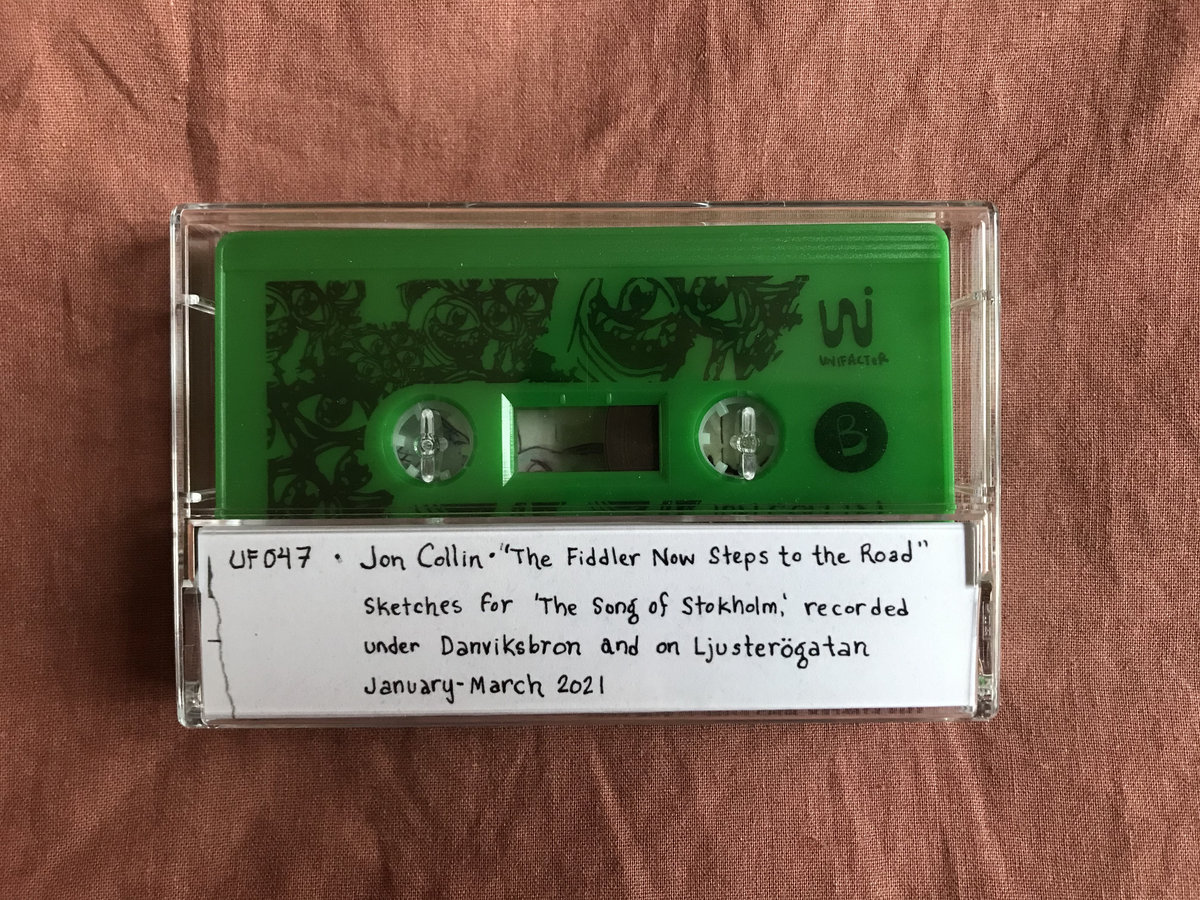 UNIFACTOR
B
UF047 · Jon Collin · "The Fiddler Now Steps to the Road"
Sketches for 'The Song of Stokholm,' recorded
under Danviksbron and on Ljusterögatan
January-March 2021